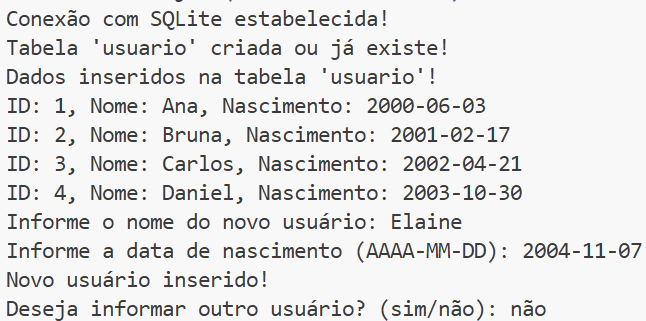 Conexão com SQLite estabelecida!
Tabela 'usuario' criada ou já existe!
Dados inseridos na tabela 'usuario'!
ID: 1, Nome: Ana, Nascimento: 2000-06-03
ID: 2, Nome: Bruna, Nascimento: 2001-02-17
ID: 3, Nome: Carlos, Nascimento: 2002-04-21
ID: 4, Nome: Daniel, Nascimento: 2003-10-30
Informe o nome do novo usuário: Elaine
Informe a data de nascimento (AAAA-MM-DD): 2004-11-07
Novo usuário inserido!
Deseja informar outro usuário? (sim/não): não